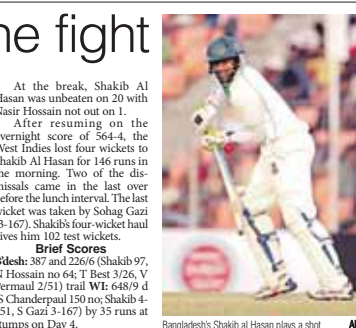 ne fight
At the break, Shakib Al
Hasan was unbeaten on 20 with
Nasir Hossain not out on 1.
After resuming on the
overnight score of 564-4, the
West Indies lost four wickets to
Shakib Al Hasan for 146 runs in
the morning. Two of the dis-
missals came in the last over
before the lunch interval. The last
wicket was taken by Sohag Gazi
(3-167). Shakib's four-wicket haul
gives him 102 test wickets.
Brief Scores
B'desh: 387 and 226/6 (Shakib 97,
N Hossain no 64; T Best 3/26, V
Permaul 2/51) trail WI: 648/9 d
(S Chanderpaul 150 no; Shakib 4-
151, S Gazi 3-167) by 35 runs at
stumps on Day 4.
Bangladesh's Shakib al Hasan plays a shot